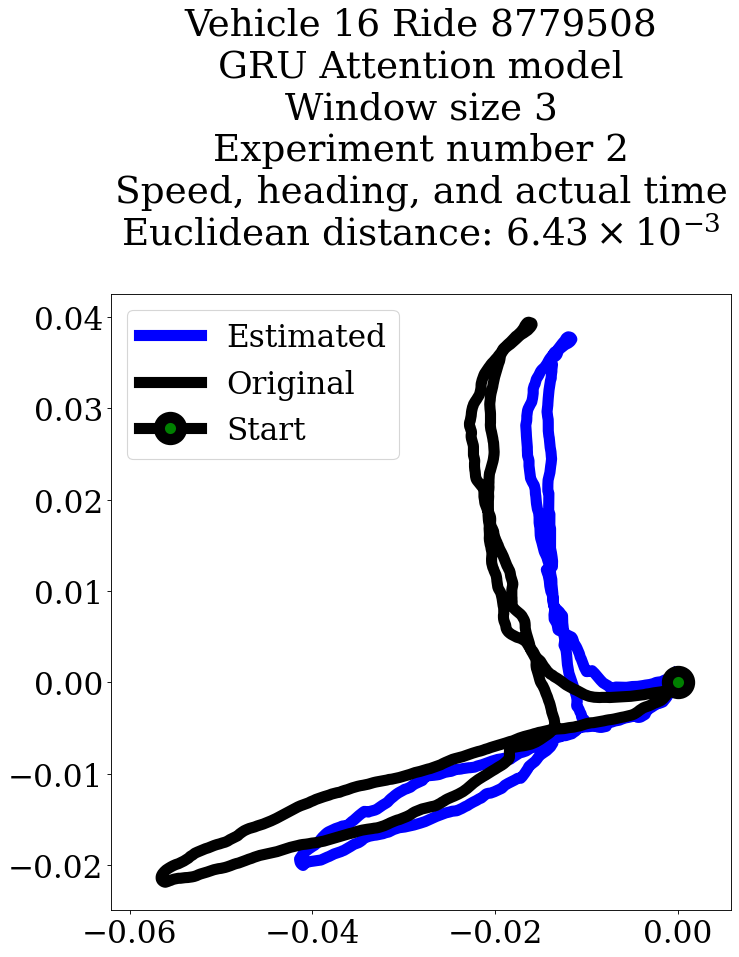 Vehicle 16 Ride 8779508
GRU Attention model
Window size 3
Experiment number 2
Speed, heading, and actual time
Euclidean distance: 6.43 × 10⁻³
Estimated
Original
Start
0.04
0.03
0.02
0.01
0.00
−0.01
−0.02
−0.06 −0.04 −0.02 0.00